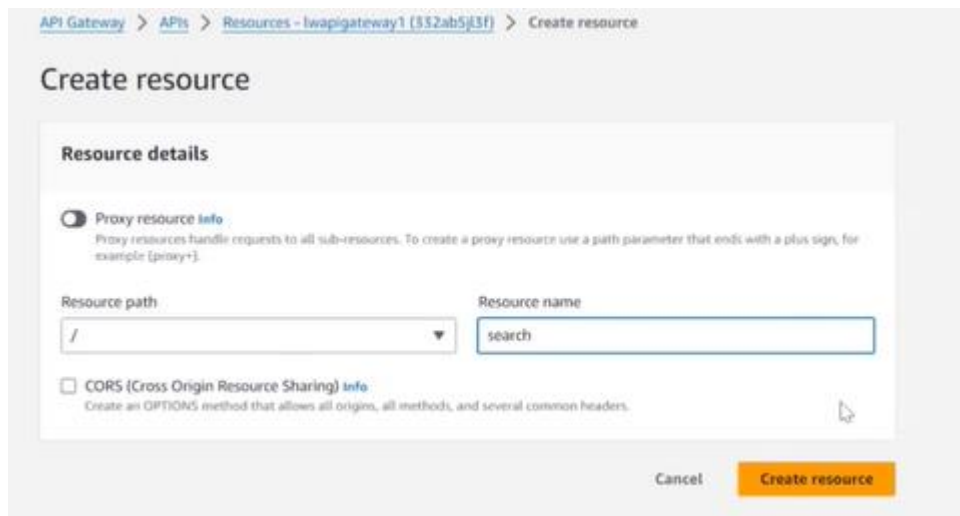 API Gateway > APIs > Resources - lwapigateway1 (332ab5jl3f) > Create resource
Create resource
Resource details
Proxy resource Info
Proxy resources handle requests to all sub-resources. To create a proxy resource use a path parameter that ends with a plus sign, for
example {proxy+}.
Resource path
Resource name
/
search
CORS (Cross Origin Resource Sharing) Info
Create an OPTIONS method that allows all origins, all methods, and several common headers.
Cancel
Create resource